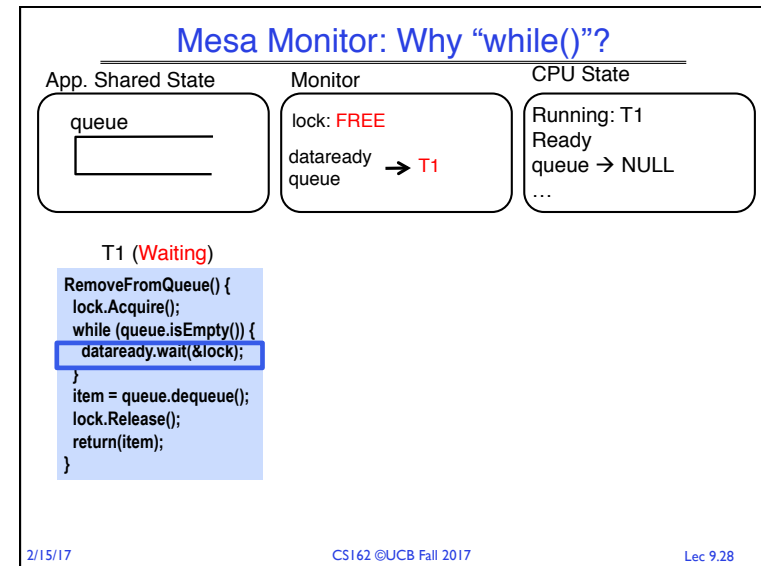 Mesa Monitor: Why “while()”?
App. Shared State
Monitor
CPU State
queue
lock: FREE
dataready
queue
→ T1
Running: T1
Ready
queue → NULL
…
T1 (Waiting)
RemoveFromQueue() {
lock.Acquire();
while (queue.isEmpty()) {
dataready.wait(&lock);
}
item = queue.dequeue();
lock.Release();
return(item);
}
2/15/17
CS162 ©UCB Fall 2017
Lec 9.28